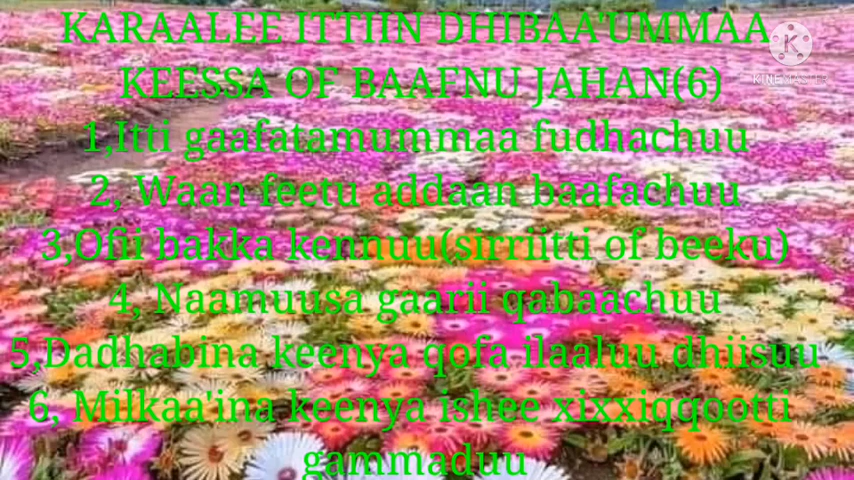 KARAALEE ITTIIN DHIBAA'UMMAA
KEESSA OF BAAFNU JAHAN(6)
1,Itti gaafatamummaa fudhachuu
2, Waan feetu addaan baafachuu
3,Ofii bakka kennuu(sirriitti of beeku)
4, Naamuusa gaarii qabaachuu
5,Dadhabina keenya qofa ilaaluu dhiisuu
6, Milkaa'ina keenya ishee xixxiqqootti
gammaduu
KINEMASTER